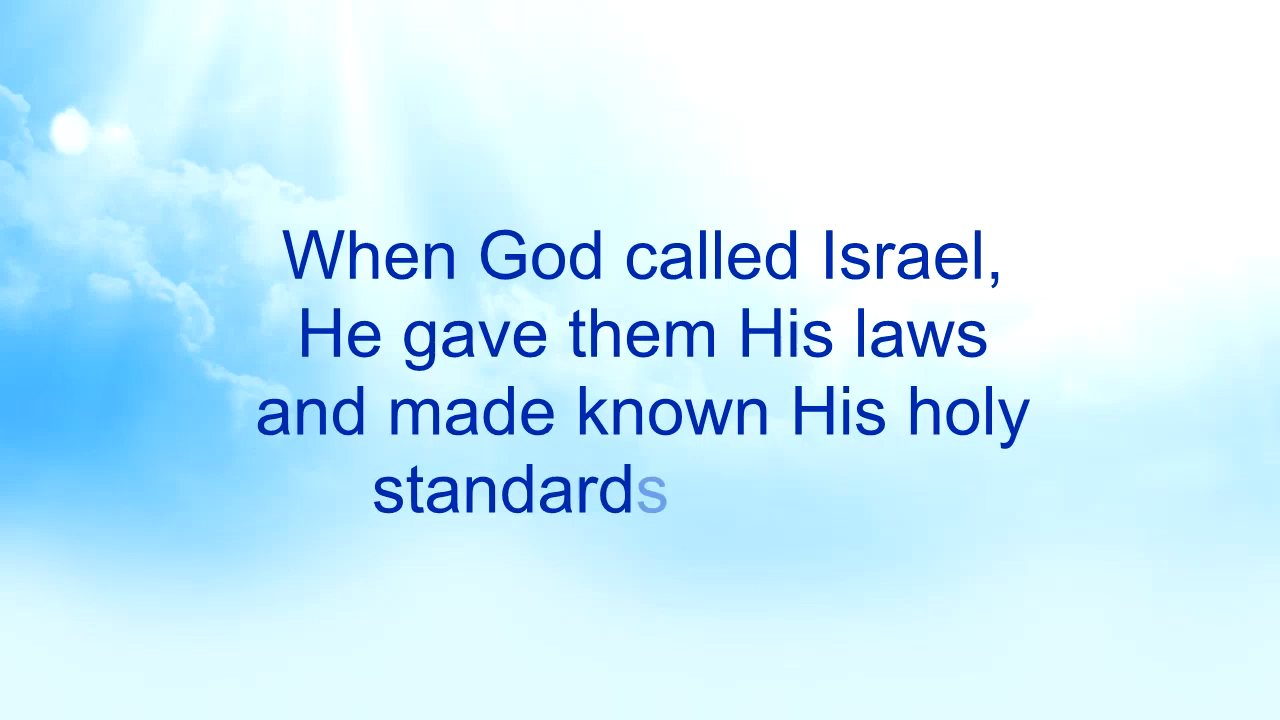 When God called Israel,
He gave them His laws
and made known His holy
standards